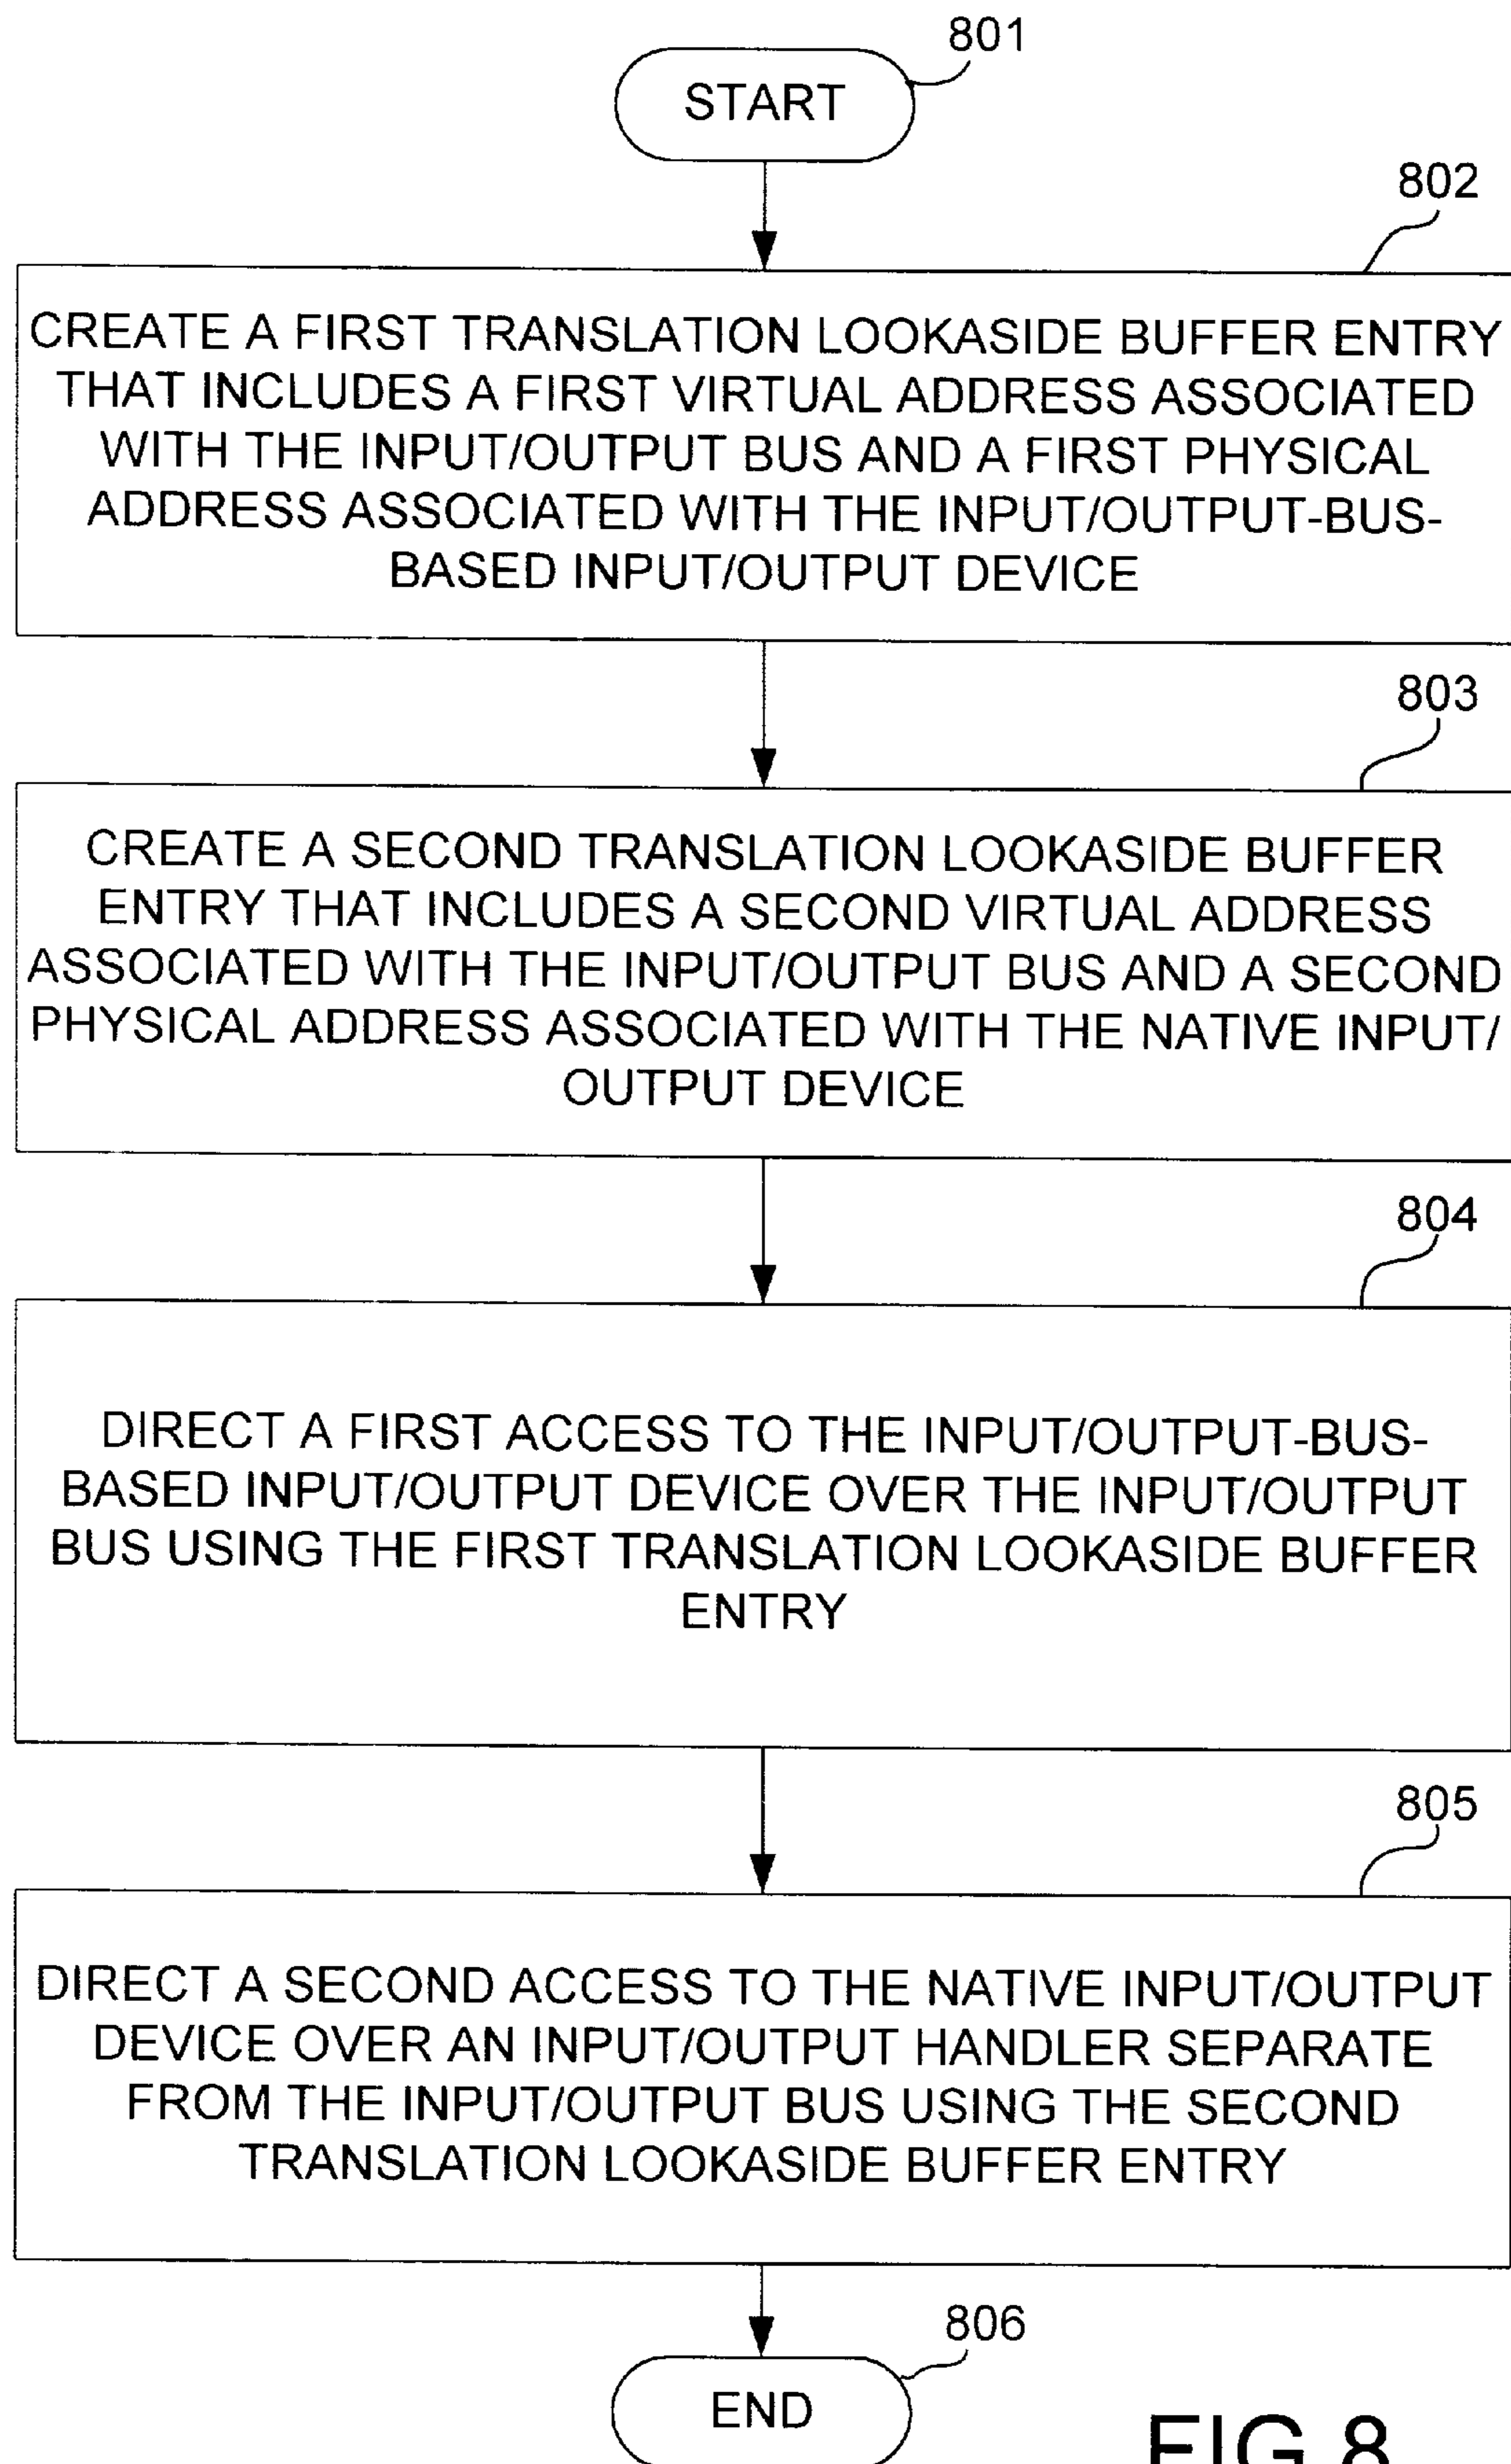 801
START
802
CREATE A FIRST TRANSLATION LOOKASIDE BUFFER ENTRY
THAT INCLUDES A FIRST VIRTUAL ADDRESS ASSOCIATED
WITH THE INPUT/OUTPUT BUS AND A FIRST PHYSICAL
ADDRESS ASSOCIATED WITH THE INPUT/OUTPUT-BUS-
BASED INPUT/OUTPUT DEVICE
803
CREATE A SECOND TRANSLATION LOOKASIDE BUFFER
ENTRY THAT INCLUDES A SECOND VIRTUAL ADDRESS
ASSOCIATED WITH THE INPUT/OUTPUT BUS AND A SECOND
PHYSICAL ADDRESS ASSOCIATED WITH THE NATIVE INPUT/
OUTPUT DEVICE
804
DIRECT A FIRST ACCESS TO THE INPUT/OUTPUT-BUS-
BASED INPUT/OUTPUT DEVICE OVER THE INPUT/OUTPUT
BUS USING THE FIRST TRANSLATION LOOKASIDE BUFFER
ENTRY
805
DIRECT A SECOND ACCESS TO THE NATIVE INPUT/OUTPUT
DEVICE OVER AN INPUT/OUTPUT HANDLER SEPARATE
FROM THE INPUT/OUTPUT BUS USING THE SECOND
TRANSLATION LOOKASIDE BUFFER ENTRY
806
END
FIG 8